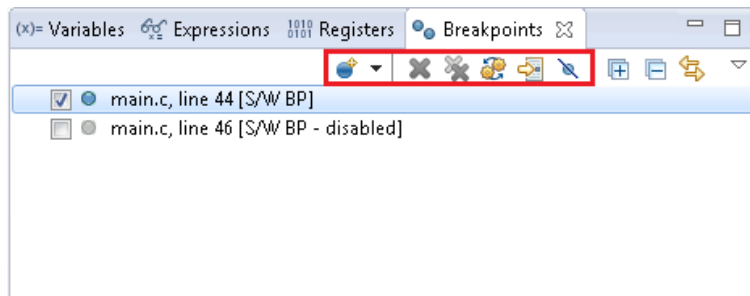 (x)= Variables Expressions 1010 0101 Registers Breakpoints
main.c, line 44 [S/W BP]
main.c, line 46 [S/W BP - disabled]